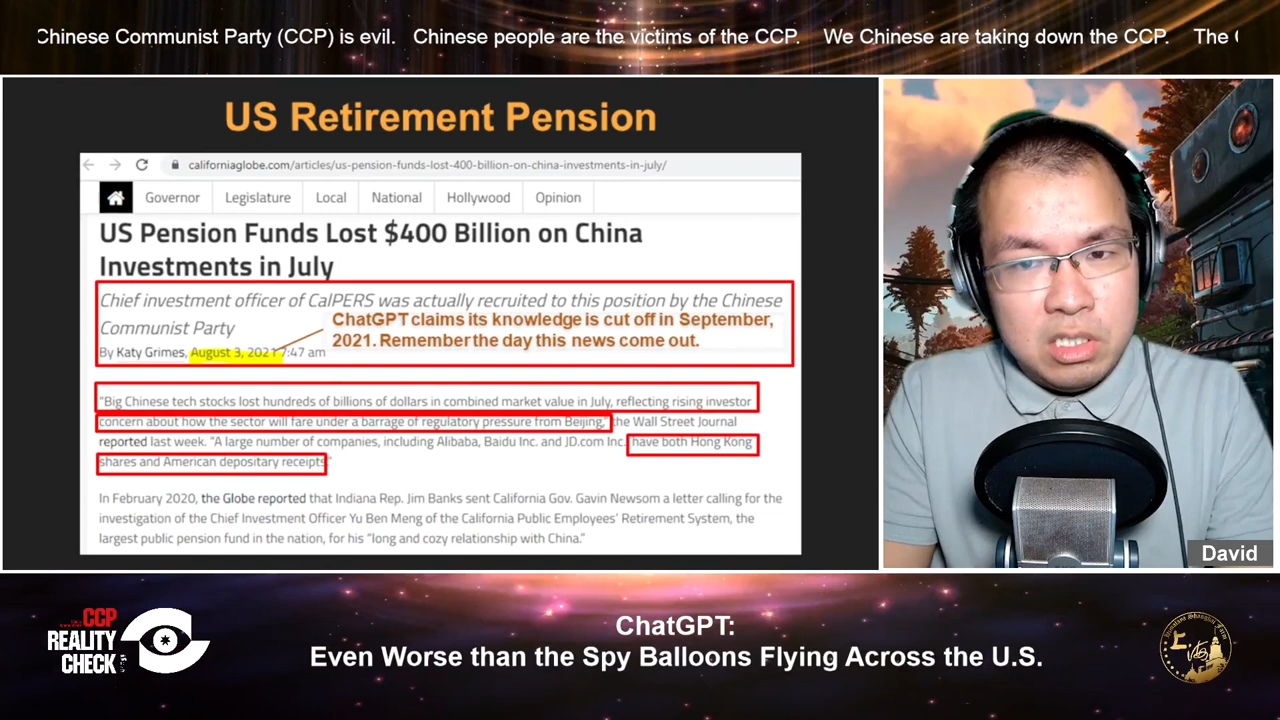 Chinese Communist Party (CCP) is evil. Chinese people are the victims of the CCP. We Chinese are taking down the CCP. The
US Retirement Pension
californiaglobe.com/articles/us-pension-funds-lost-400-billion-on-china-investments-in-july/
Governor Legislature Local National Hollywood Opinion
US Pension Funds Lost $400 Billion on China
Investments in July
Chief investment officer of CalPERS was actually recruited to this position by the Chinese
Communist Party
ChatGPT claims its knowledge is cut off in September,
2021. Remember the day this news come out.
By Katy Grimes, August 3, 2021 7:47 am
"Big Chinese tech stocks lost hundreds of billions of dollars in combined market value in July, reflecting rising investor
concern about how the sector will fare under a barrage of regulatory pressure from Beijing," the Wall Street Journal
reported last week. "A large number of companies, including Alibaba, Baidu Inc. and JD.com Inc. have both Hong Kong
shares and American depositary receipts."
In February 2020, the Globe reported that Indiana Rep. Jim Banks sent California Gov. Gavin Newsom a letter calling for the
investigation of the Chief Investment Officer Yu Ben Meng of the California Public Employees' Retirement System, the
largest public pension fund in the nation, for his "long and cozy relationship with China."
David
CCP
REALITY
CHECK
ChatGPT:
Even Worse than the Spy Balloons Flying Across the U.S.